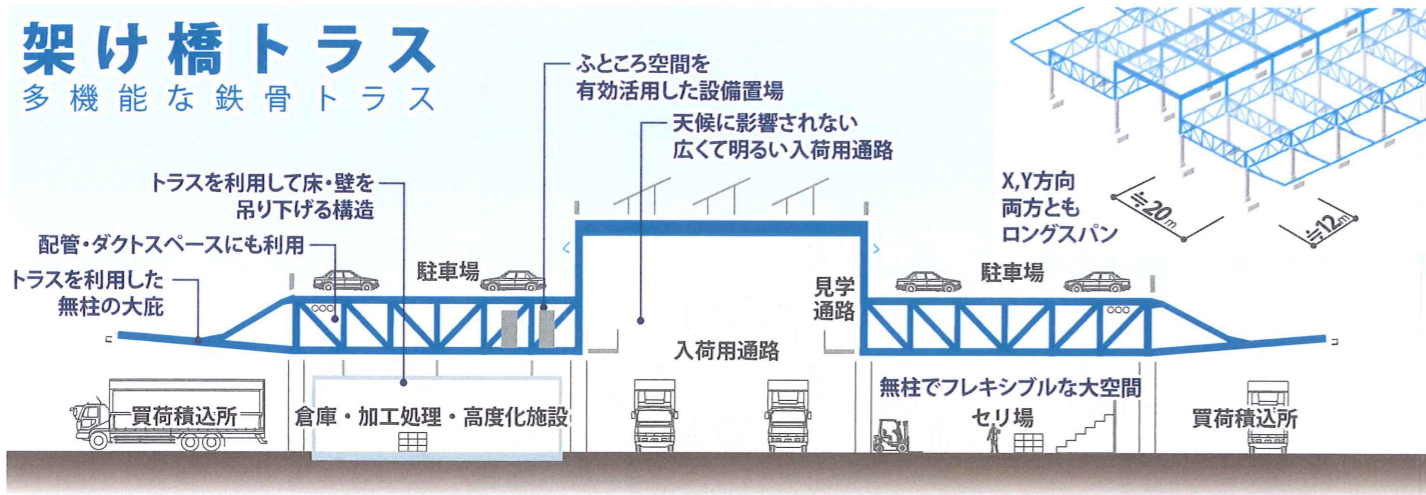 架け橋トラス
多機能な鉄骨トラス
ふところ空間を
有効活用した設備置場
天候に影響されない
広くて明るい入荷用通路
トラスを利用して床・壁を
吊り下げる構造
配管・ダクトスペースにも利用
トラスを利用した
無柱の大庇
X,Y方向
両方とも
ロングスパン
≒20m
≒12m
駐車場
見学
通路
駐車場
入荷用通路
無柱でフレキシブルな大空間
買荷積込所
倉庫・加工処理・高度化施設
セリ場
買荷積込所